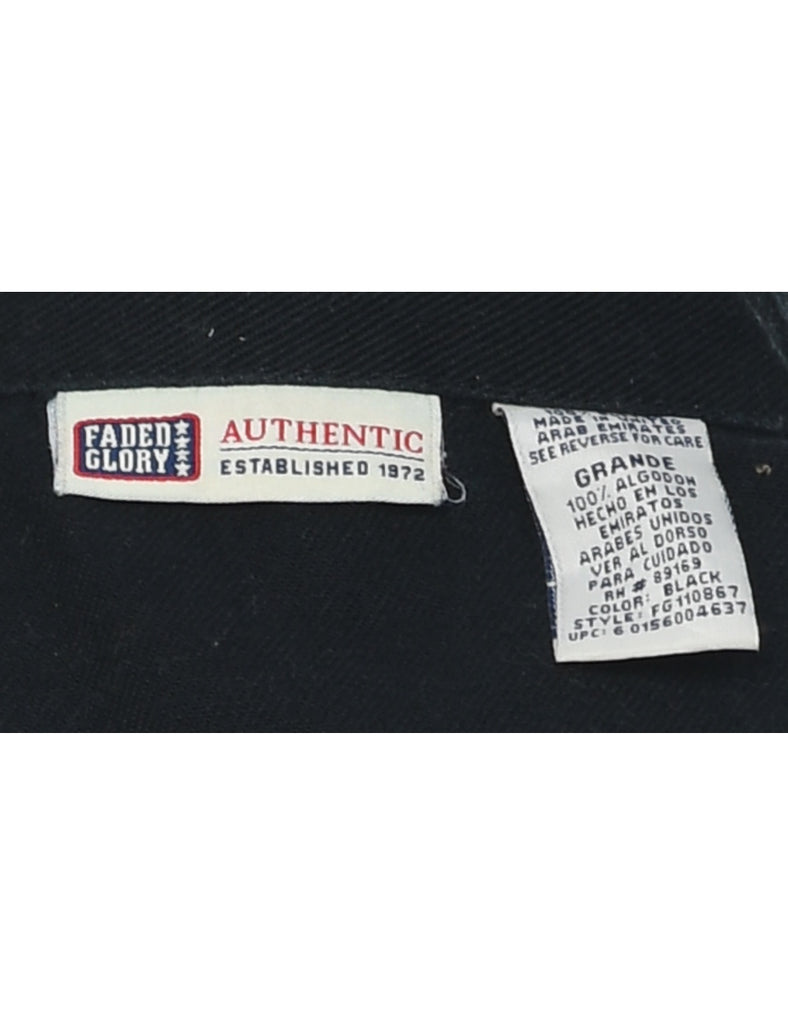 FADED
GLORY
AUTHENTIC
ESTABLISHED 1972
MADE IN UNITED
ARAB EMIRATES
SEE REVERSE FOR CARE
GRANDE
100% ALGODON
HECHO EN LOS
EMIRATOS
ARABES UNIDOS
VER AL DORSO
PARA CUIDADO
RN # 89169
COLOR: BLACK
STYLE: FG110867
UPC: 6 0156004637